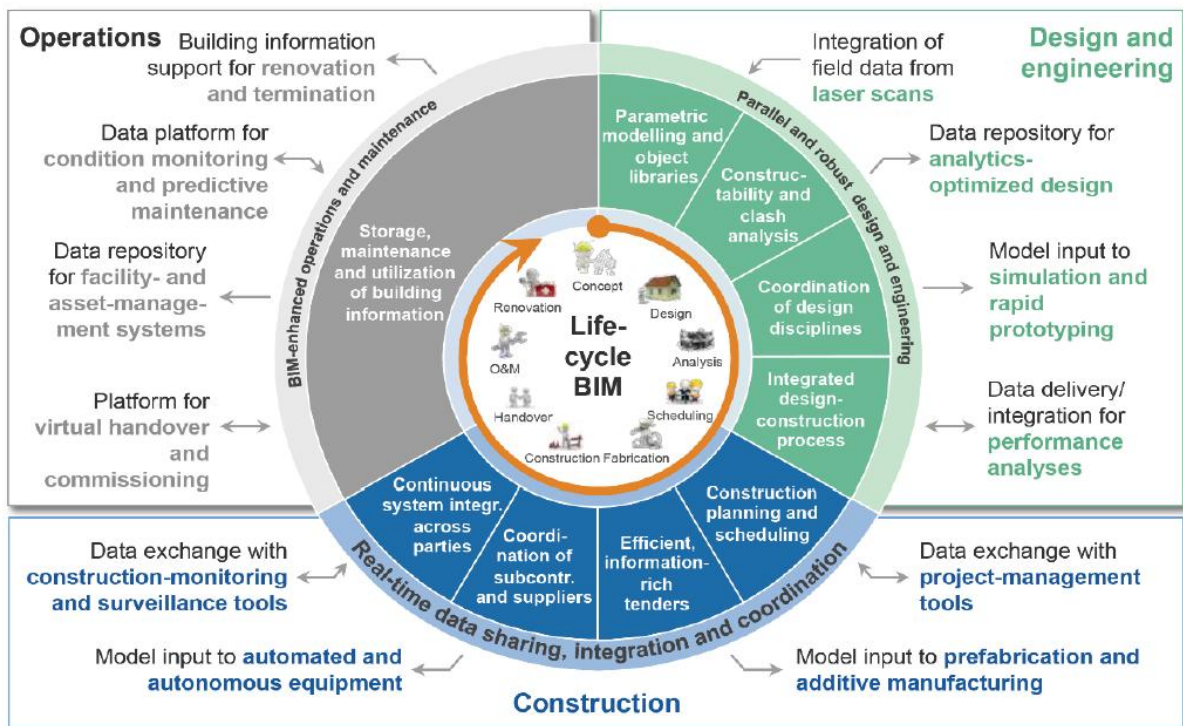 Operations
Building information
support for renovation
and termination
Data platform for
condition monitoring
and predictive
maintenance
Data repository
for facility- and
asset-manage-
ment systems
Platform for
virtual handover
and
commissioning
BIM-enhanced operations and maintenance
Storage,
maintenance
and utilization
of building
information
Design and
engineering
Integration of
field data from
laser scans
Data repository for
analytics-
optimized design
Model input to
simulation and
rapid
prototyping
Data delivery/
integration for
performance
analyses
Parallel and robust design and engineering
Parametric
modelling and
object
libraries
Construc-
tability and
clash
analysis
Coordination
of design
disciplines
Integrated
design-
construction
process
Life-
cycle
BIM
Concept
Design
Analysis
Scheduling
Fabrication
Construction
Handover
O&M
Renovation
Continuous
system integr.
across
parties
Coordi-
nation of
subcontr.
and suppliers
Efficient,
information-
rich
tenders
Construction
planning and
scheduling
Real-time data sharing, integration and coordination
Data exchange with
construction-monitoring
and surveillance tools
Model input to automated and
autonomous equipment
Data exchange with
project-management
tools
Model input to prefabrication and
additive manufacturing
Construction